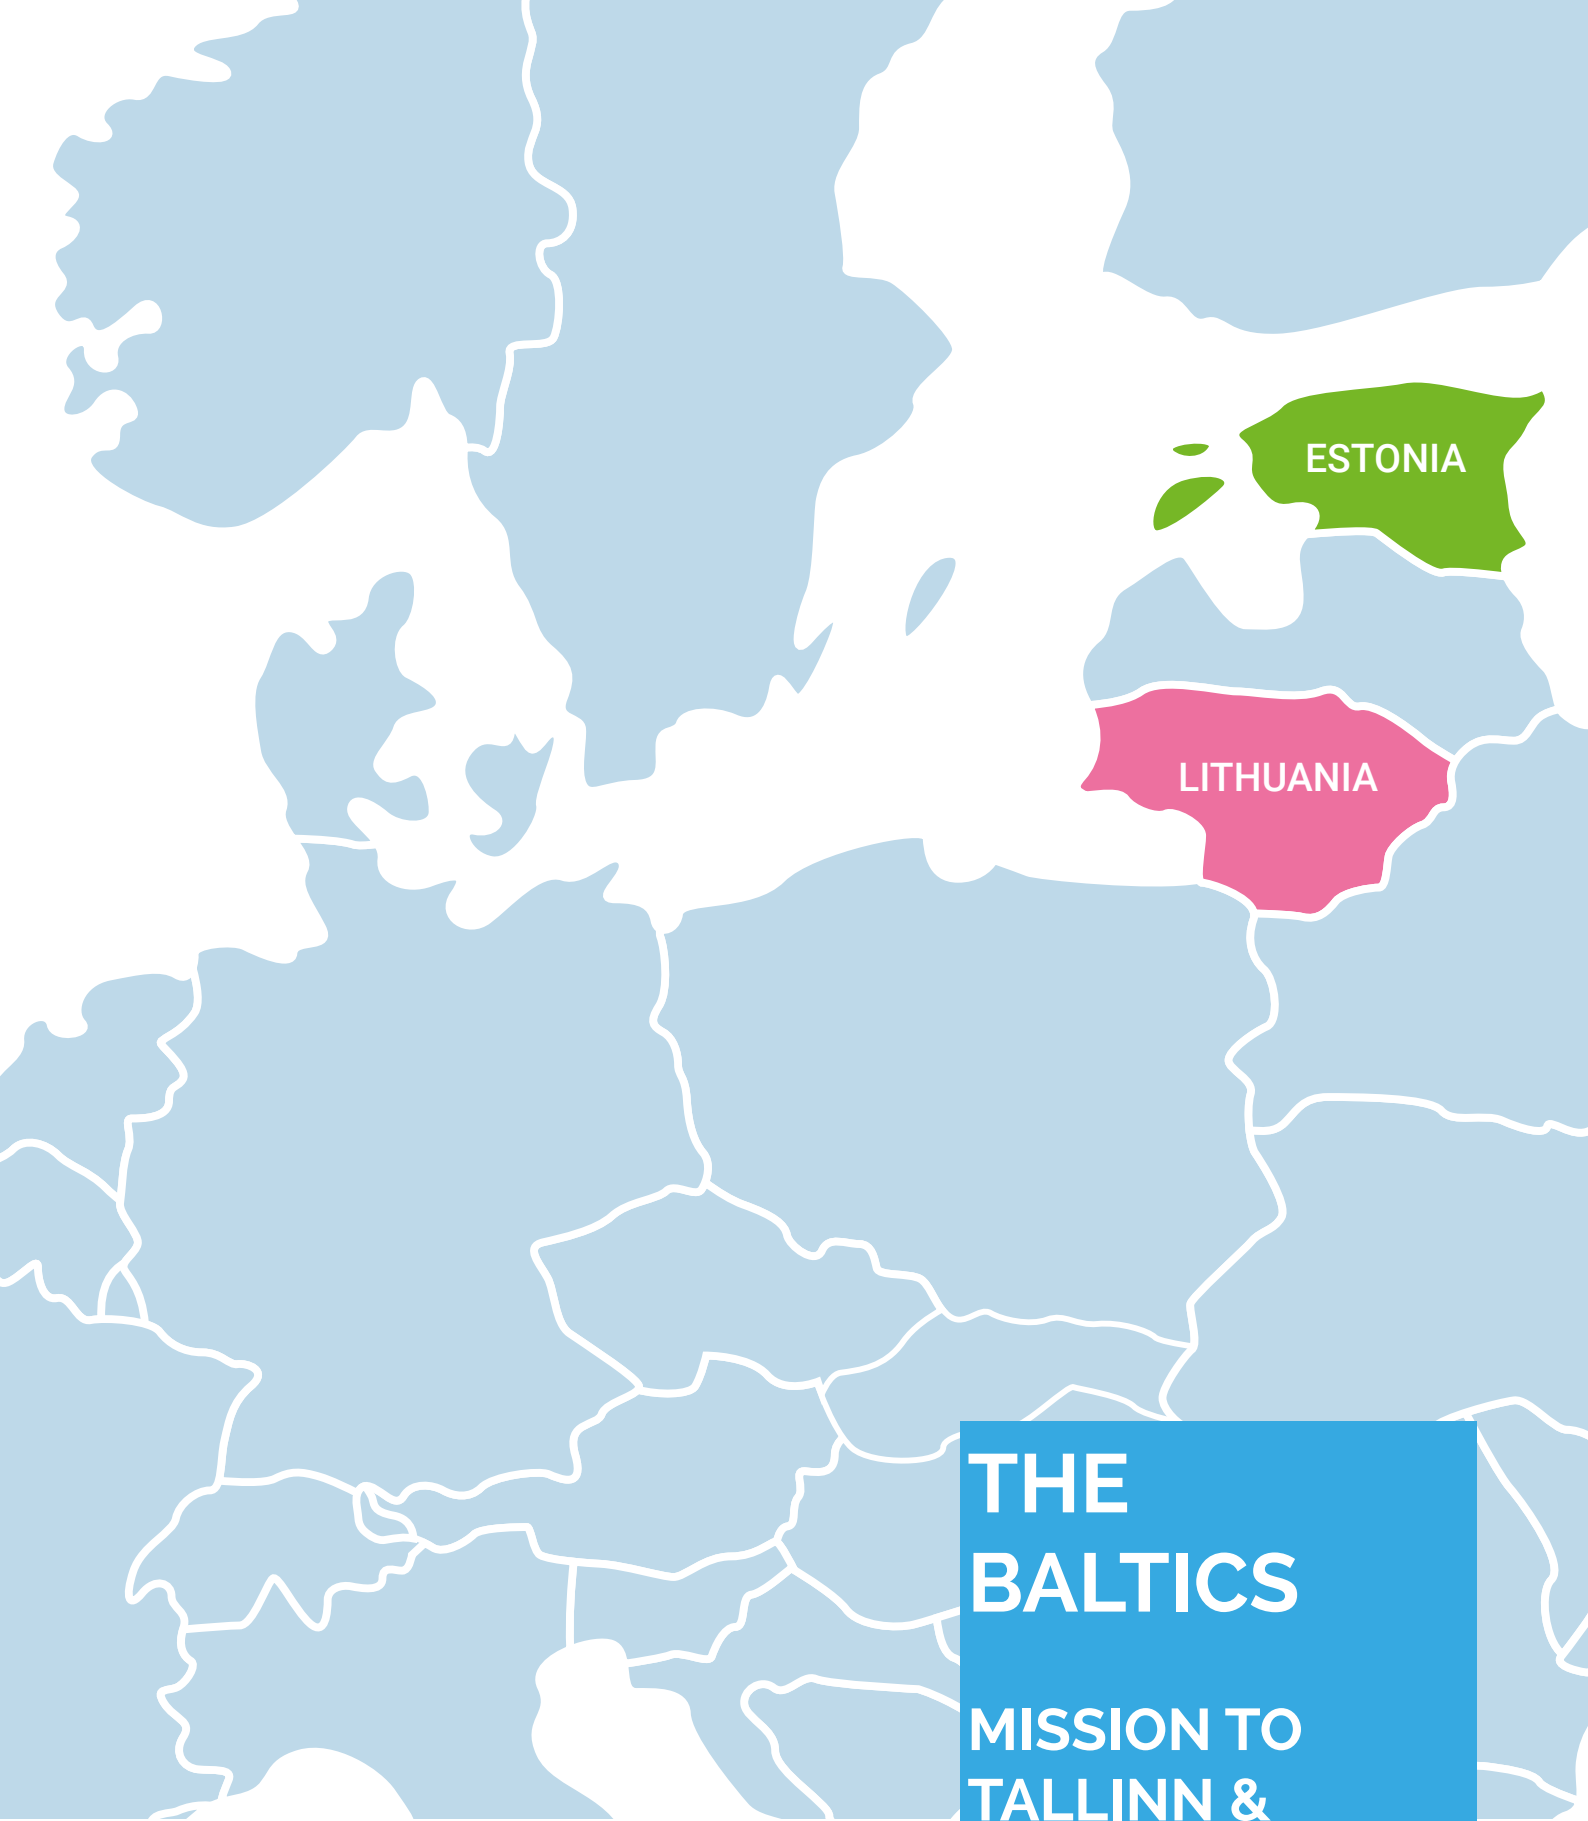 ESTONIA
LITHUANIA
THE
BALTICS
MISSION TO
TALLINN &